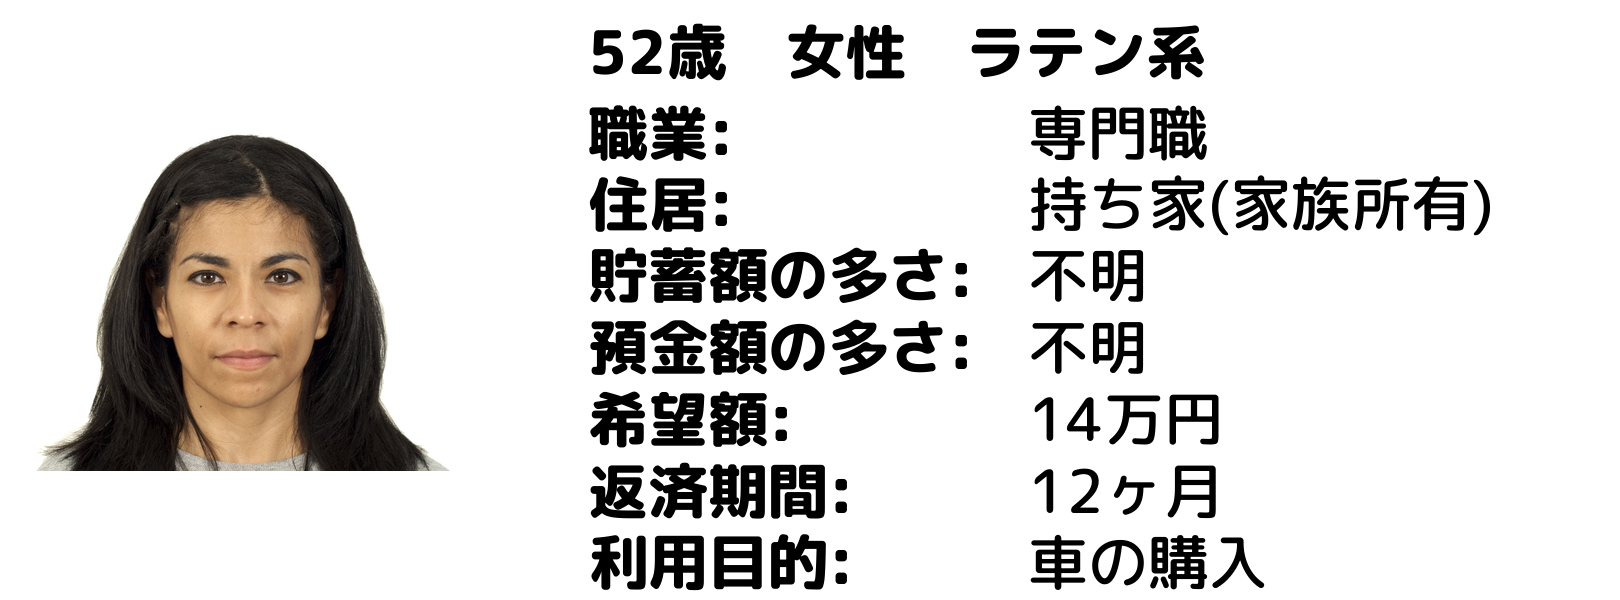 52歳　女性　ラテン系
職業: 専門職
住居: 持ち家(家族所有)
貯蓄額の多さ: 不明
預金額の多さ: 不明
希望額: 14万円
返済期間: 12ヶ月
利用目的: 車の購入